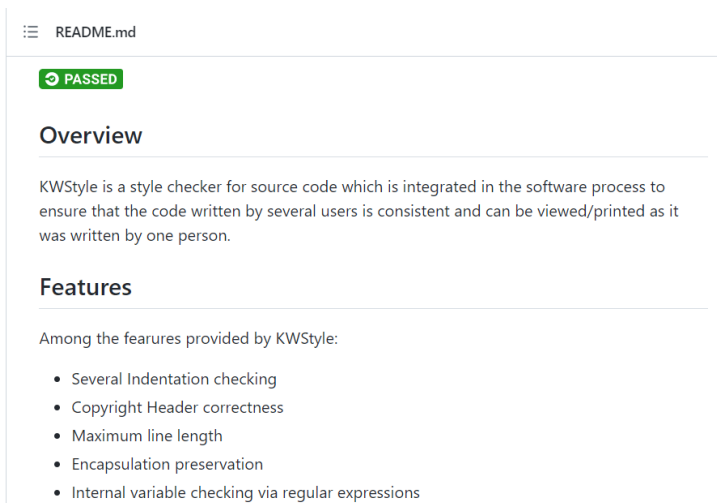 README.md
PASSED
Overview
KWStyle is a style checker for source code which is integrated in the software process to
ensure that the code written by several users is consistent and can be viewed/printed as it
was written by one person.
Features
Among the fearures provided by KWStyle:
Several Indentation checking
Copyright Header correctness
Maximum line length
Encapsulation preservation
Internal variable checking via regular expressions